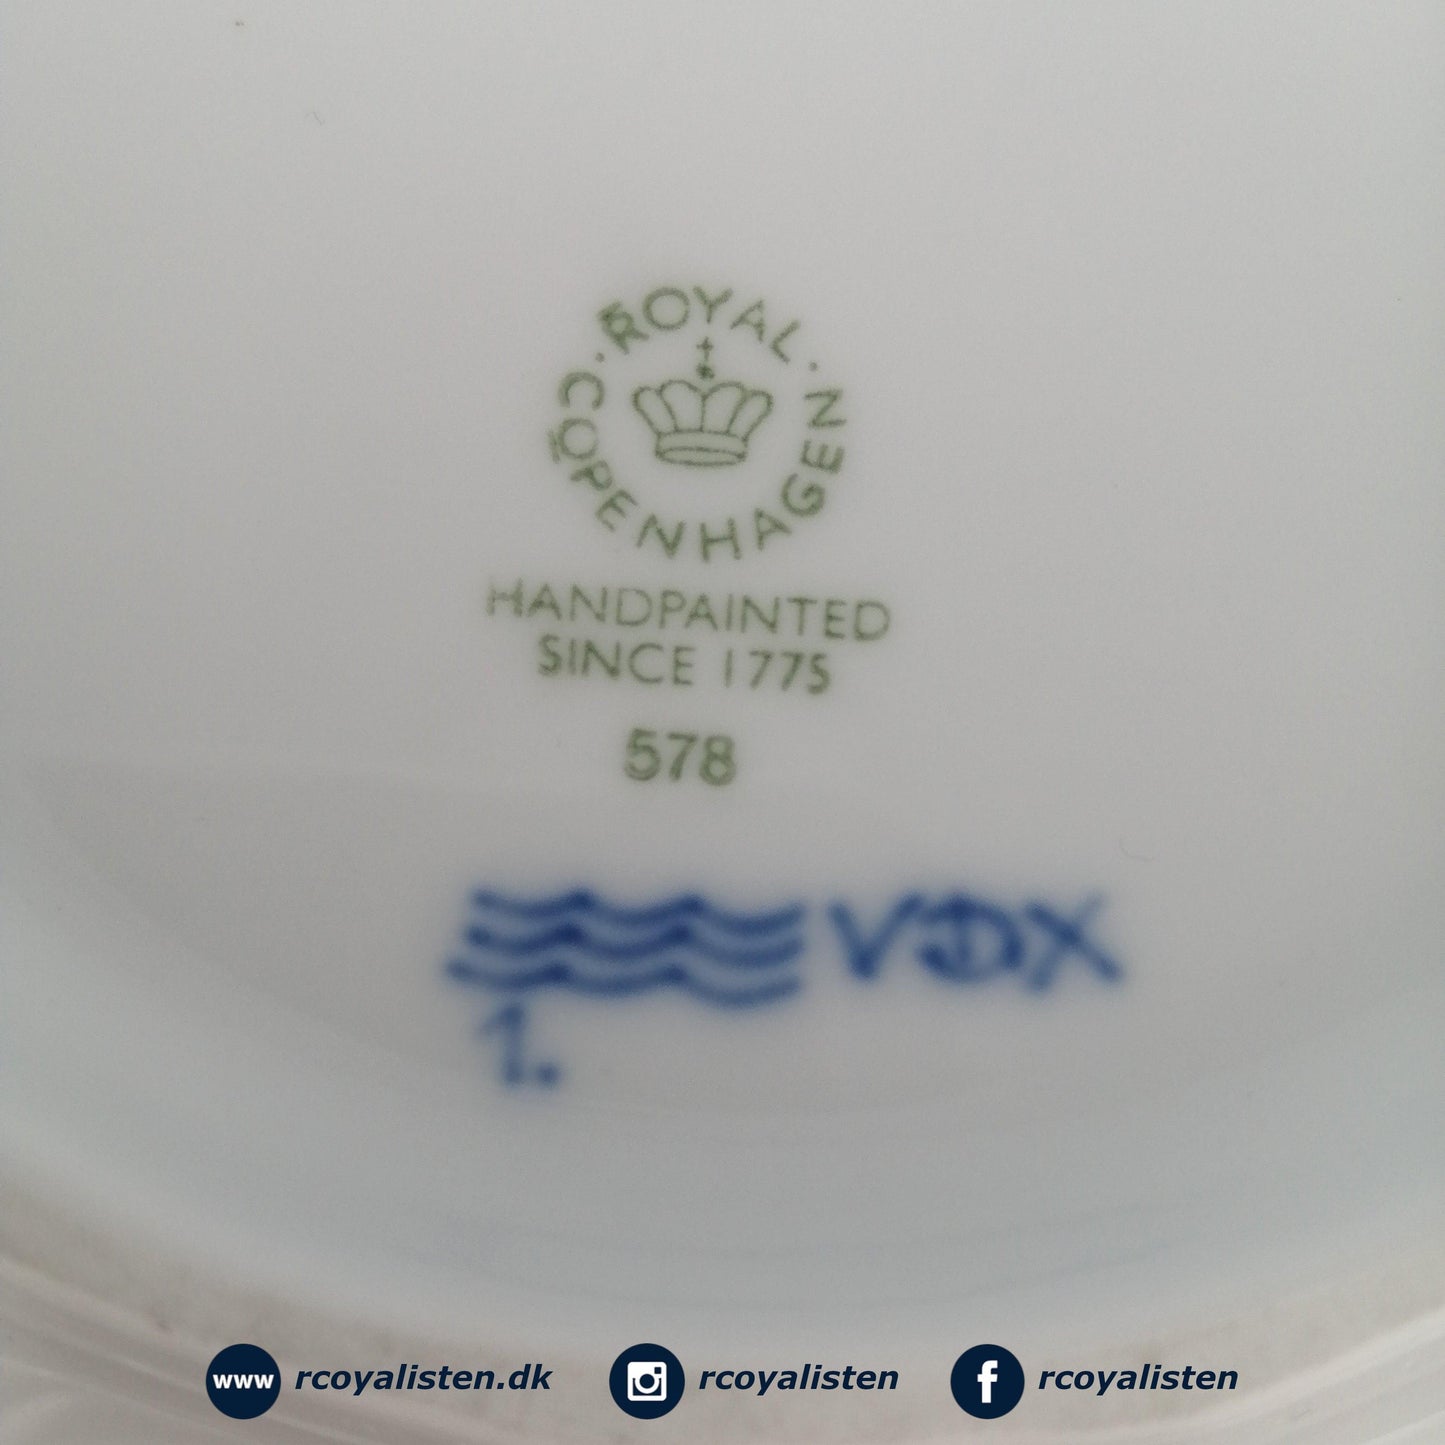 ROYAL
COPENHAGEN
HANDPAINTED
SINCE 1775
578
VDX
1.
www rcoyalisten.dk rcoyalisten f rcoyalisten